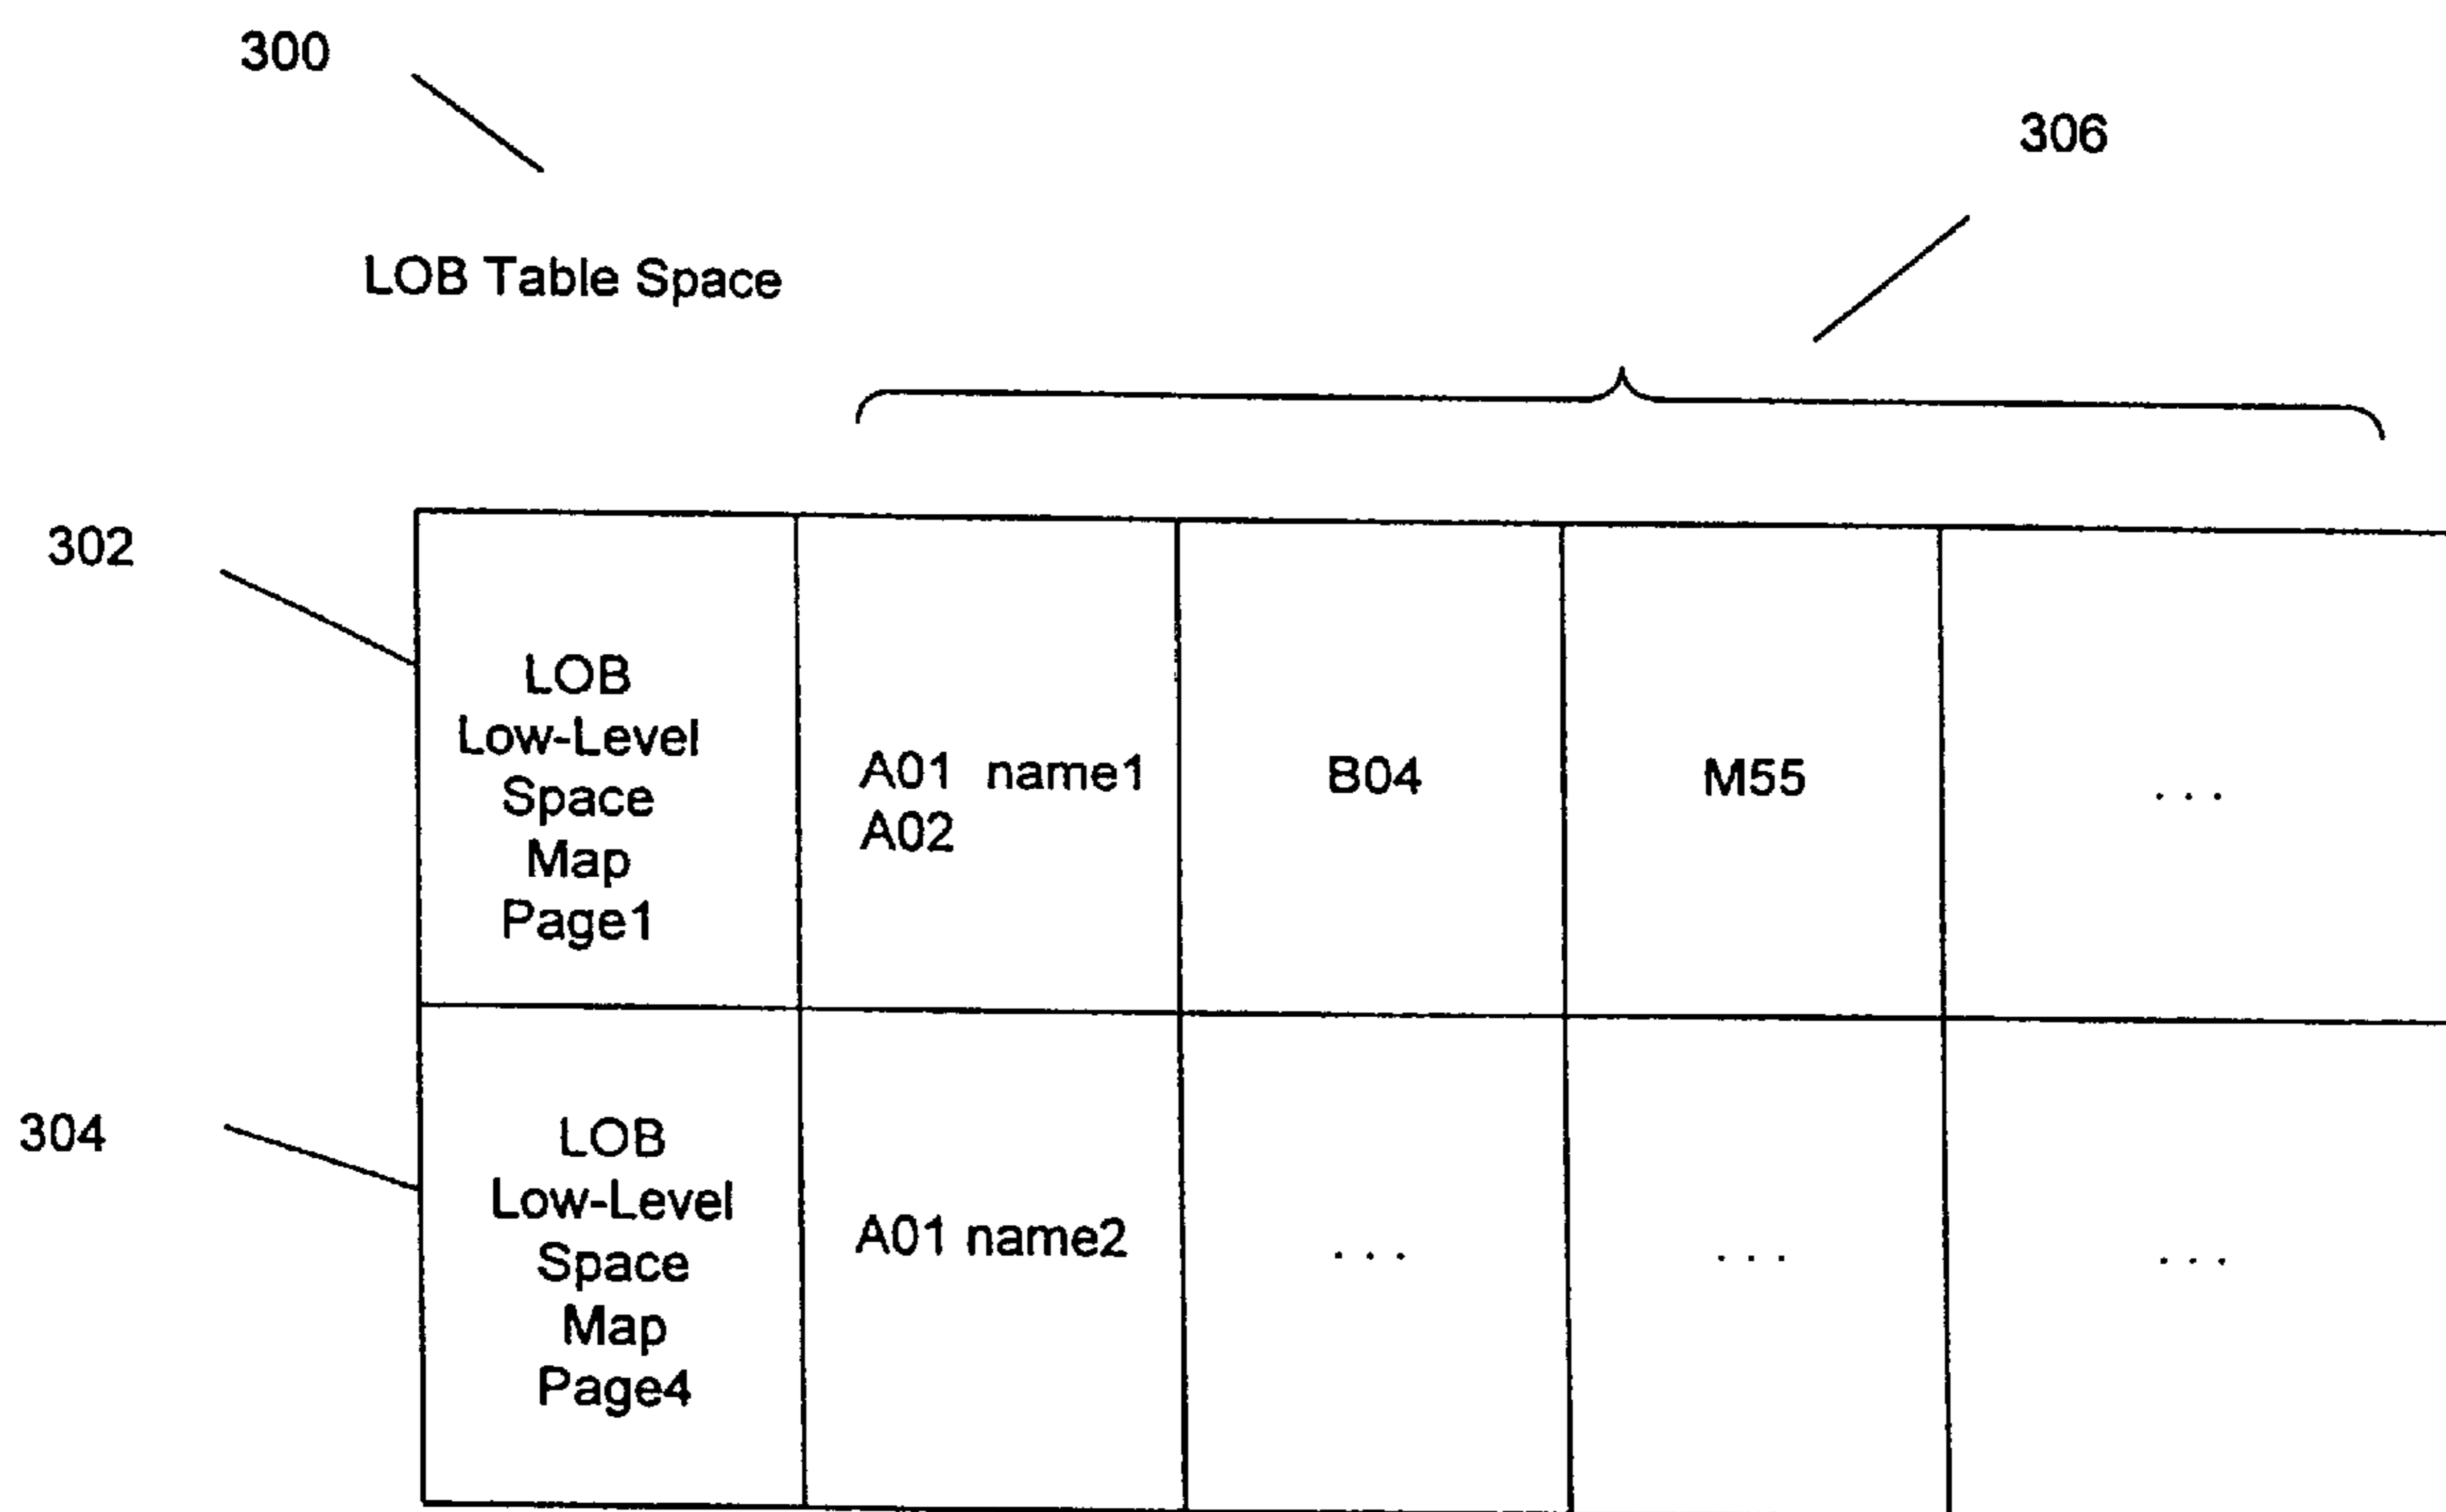 300
306
LOB Table Space
302
LOB
Low-Level
Space
Map
Page1
A01 name1
A02
B04
M55
...
304
LOB
Low-Level
Space
Map
Page4
A01 name2
...
...
...